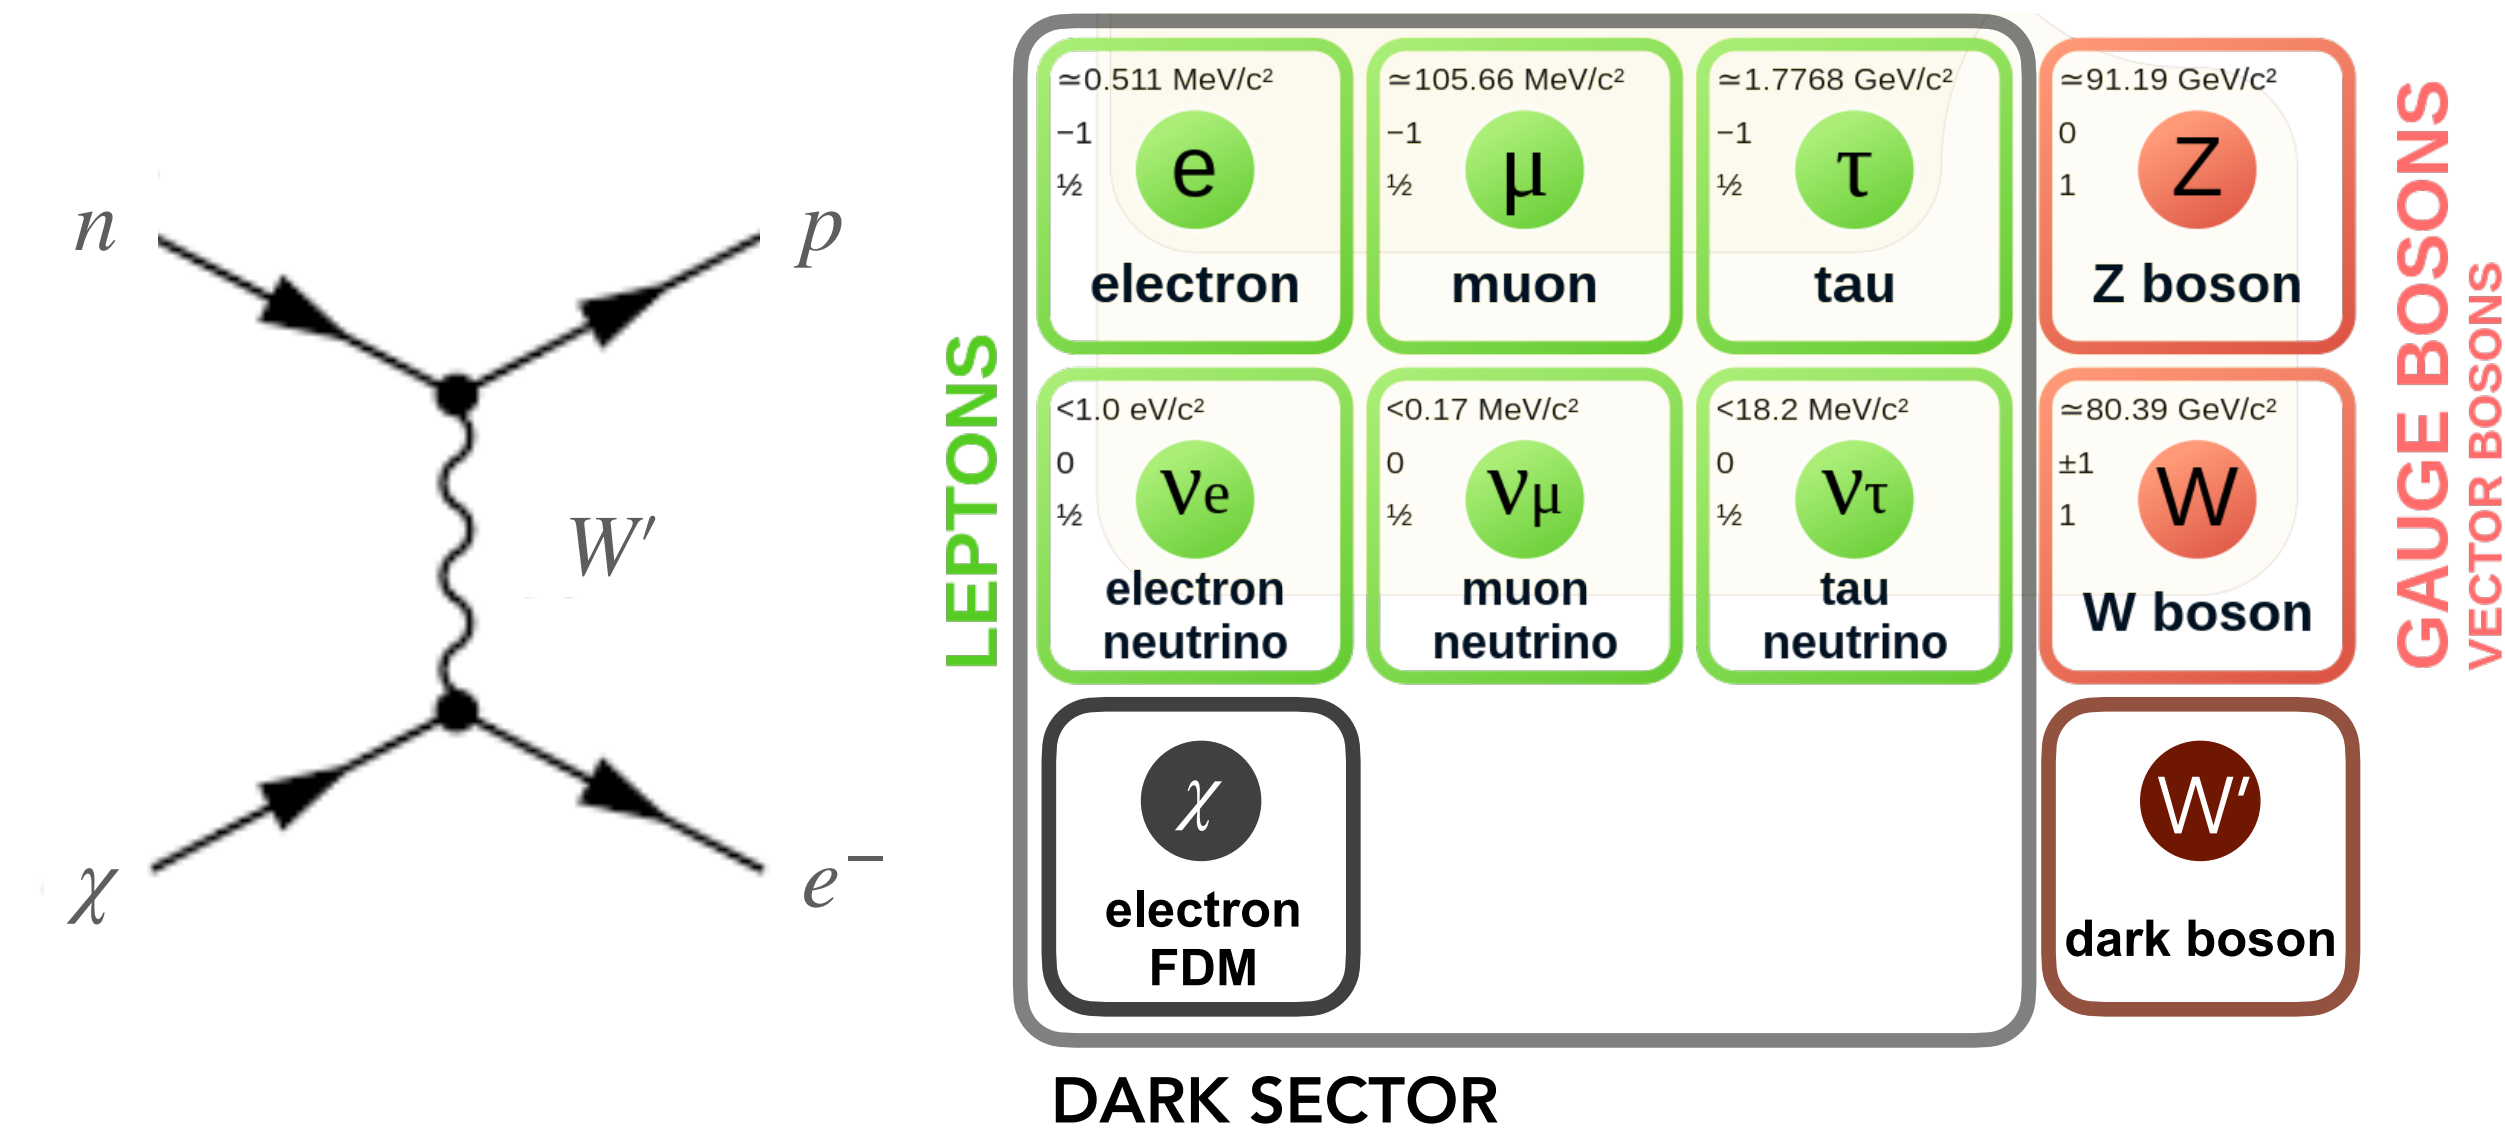 n
p
W′
χ
e⁻
LEPTONS
≃0.511 MeV/c²
−1
½
e
electron
≃105.66 MeV/c²
−1
½
μ
muon
≃1.7768 GeV/c²
−1
½
τ
tau
≃91.19 GeV/c²
0
1
Z
Z boson
<1.0 eV/c²
0
½
νe
electron
neutrino
<0.17 MeV/c²
0
½
νμ
muon
neutrino
<18.2 MeV/c²
0
½
ντ
tau
neutrino
≃80.39 GeV/c²
±1
1
W
W boson
GAUGE BOSONS
VECTOR BOSONS
χ
electron
FDM
W′
dark boson
DARK SECTOR